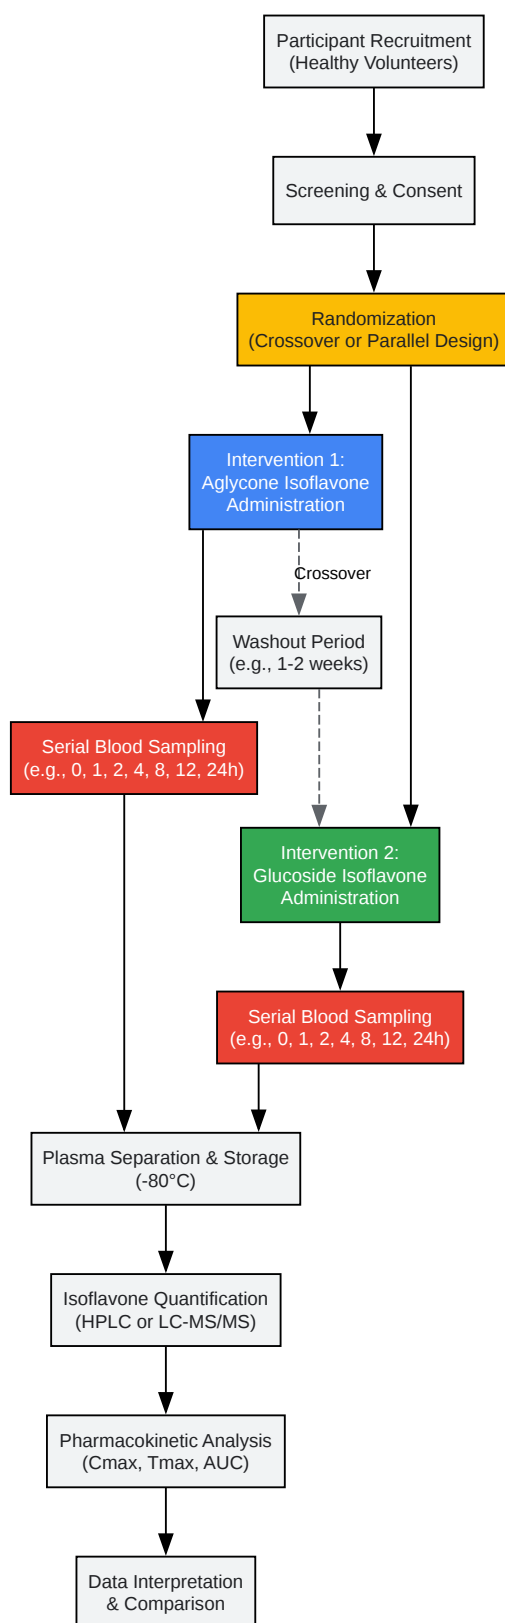 Participant Recruitment
(Healthy Volunteers)
Screening & Consent
Randomization
(Crossover or Parallel Design)
Intervention 1:
Aglycone Isoflavone
Administration
Crossover
Washout Period
(e.g., 1-2 weeks)
Serial Blood Sampling
(e.g., 0, 1, 2, 4, 8, 12, 24h)
Intervention 2:
Glucoside Isoflavone
Administration
Serial Blood Sampling
(e.g., 0, 1, 2, 4, 8, 12, 24h)
Plasma Separation & Storage
(-80°C)
Isoflavone Quantification
(HPLC or LC-MS/MS)
Pharmacokinetic Analysis
(Cmax, Tmax, AUC)
Data Interpretation
& Comparison